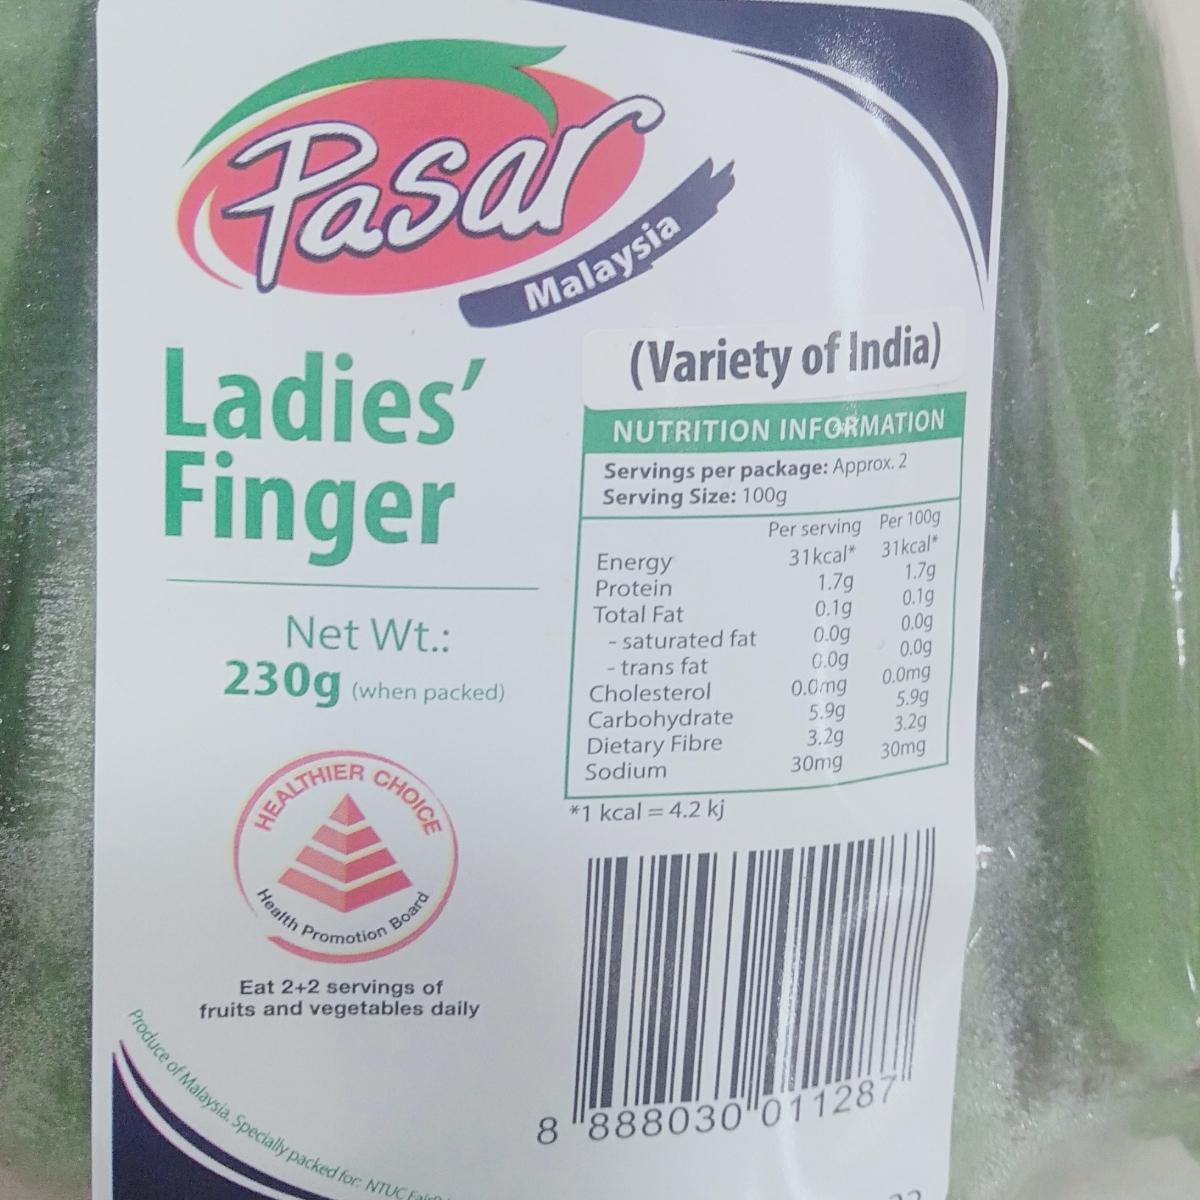 Pasar
Malaysia
Ladies'
Finger
Net Wt.:
230g (when packed)
HEALTHIER CHOICE
Health Promotion Board
Eat 2+2 servings of
fruits and vegetables daily
Produce of Malaysia. Specially packed for: NTUC
(Variety of India)
NUTRITION INFORMATION
Servings per package: Approx. 2
Serving Size: 100g
Per serving Per 100g
Energy 31kcal* 31kcal*
Protein 1.7g 1.7g
Total Fat 0.1g 0.1g
- saturated fat 0.0g 0.0g
- trans fat 0.0g 0.0g
Cholesterol 0.0mg 0.0mg
Carbohydrate 5.9g 5.9g
Dietary Fibre 3.2g 3.2g
Sodium 30mg 30mg
*1 kcal = 4.2 kj
8 888030 011287